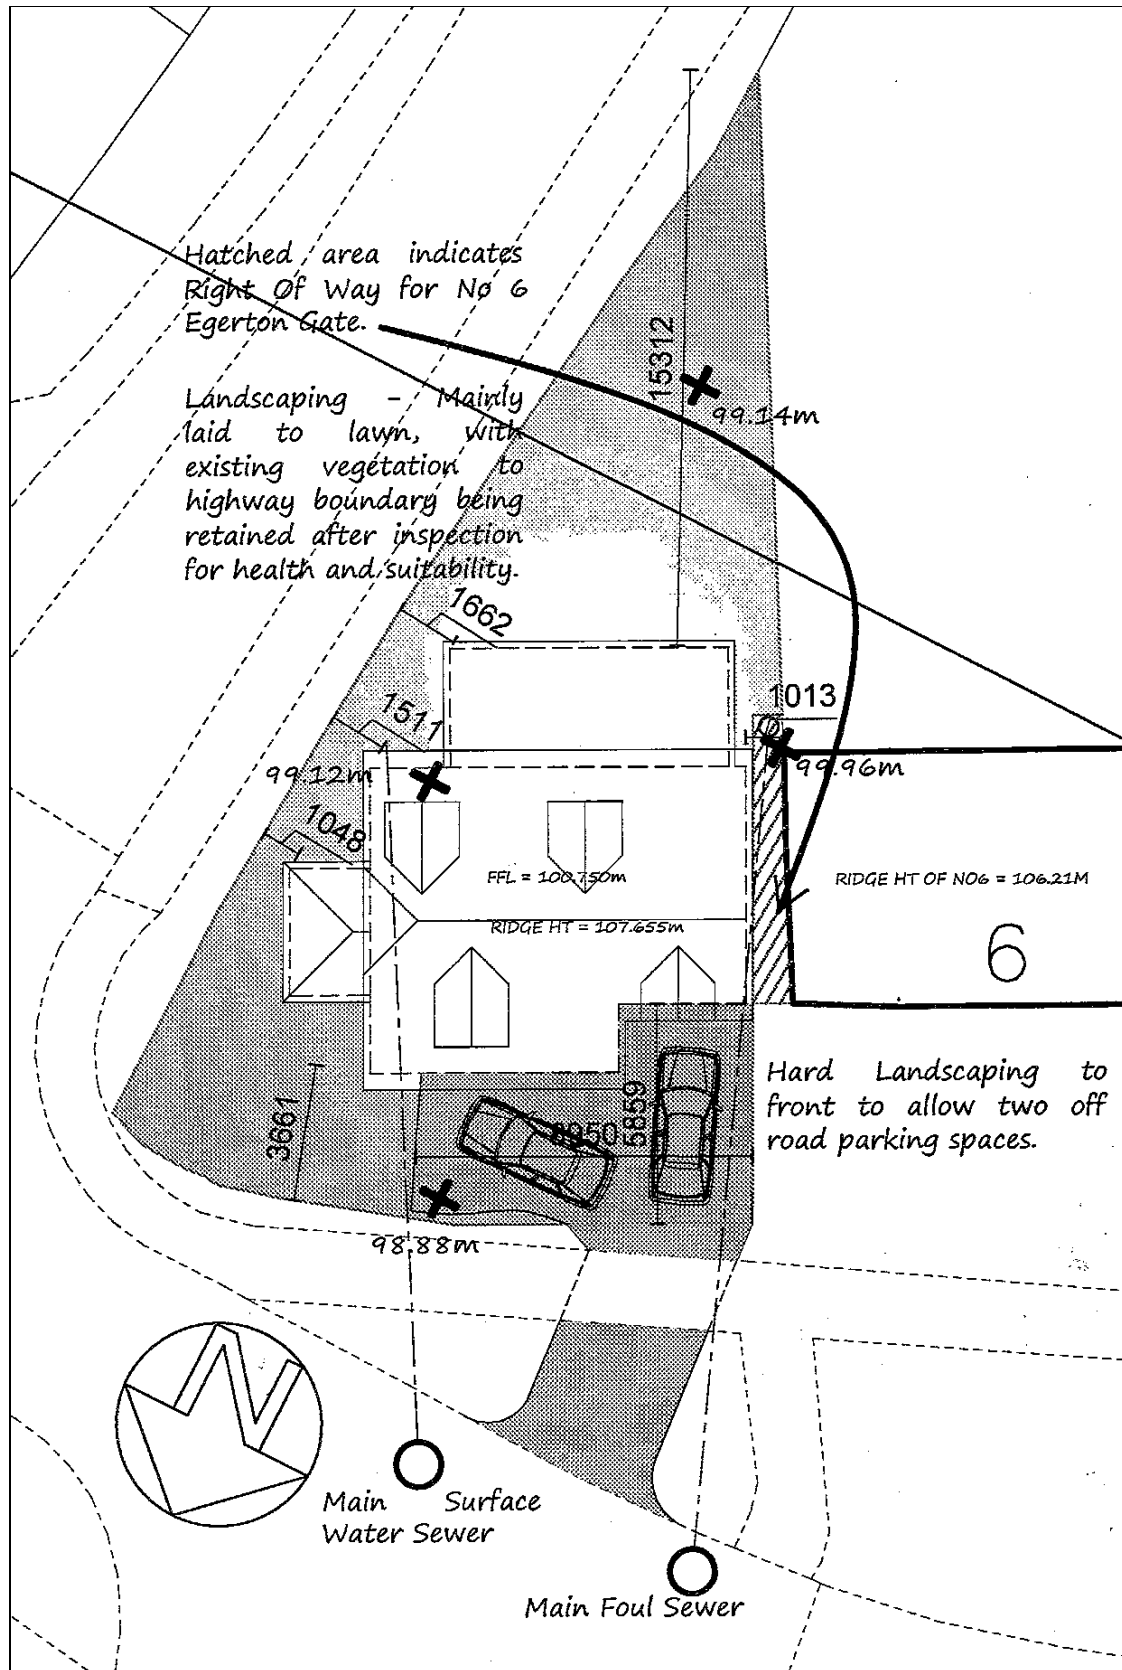 Hatched area indicates
Right Of Way for No 6
Egerton Gate.
15312
99.14m
Landscaping - Mainly
laid to lawn, with
existing vegetation to
highway boundary being
retained after inspection
for health and suitability.
1662
1013
1511
99.12m
99.96m
1048
FFL = 100.750m
RIDGE HT OF NO6 = 106.21M
RIDGE HT = 107.655m
6
Hard Landscaping to
front to allow two off
road parking spaces.
3661
5859
8950
98.88m
N
Main Surface
Water Sewer
Main Foul Sewer